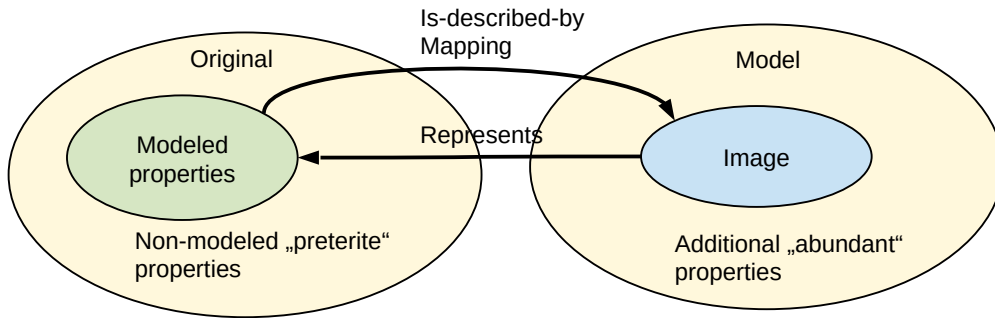 Is-described-by
Mapping
Original
Model
Represents
Modeled
properties
Image
Non-modeled „preterite“
properties
Additional „abundant“
properties